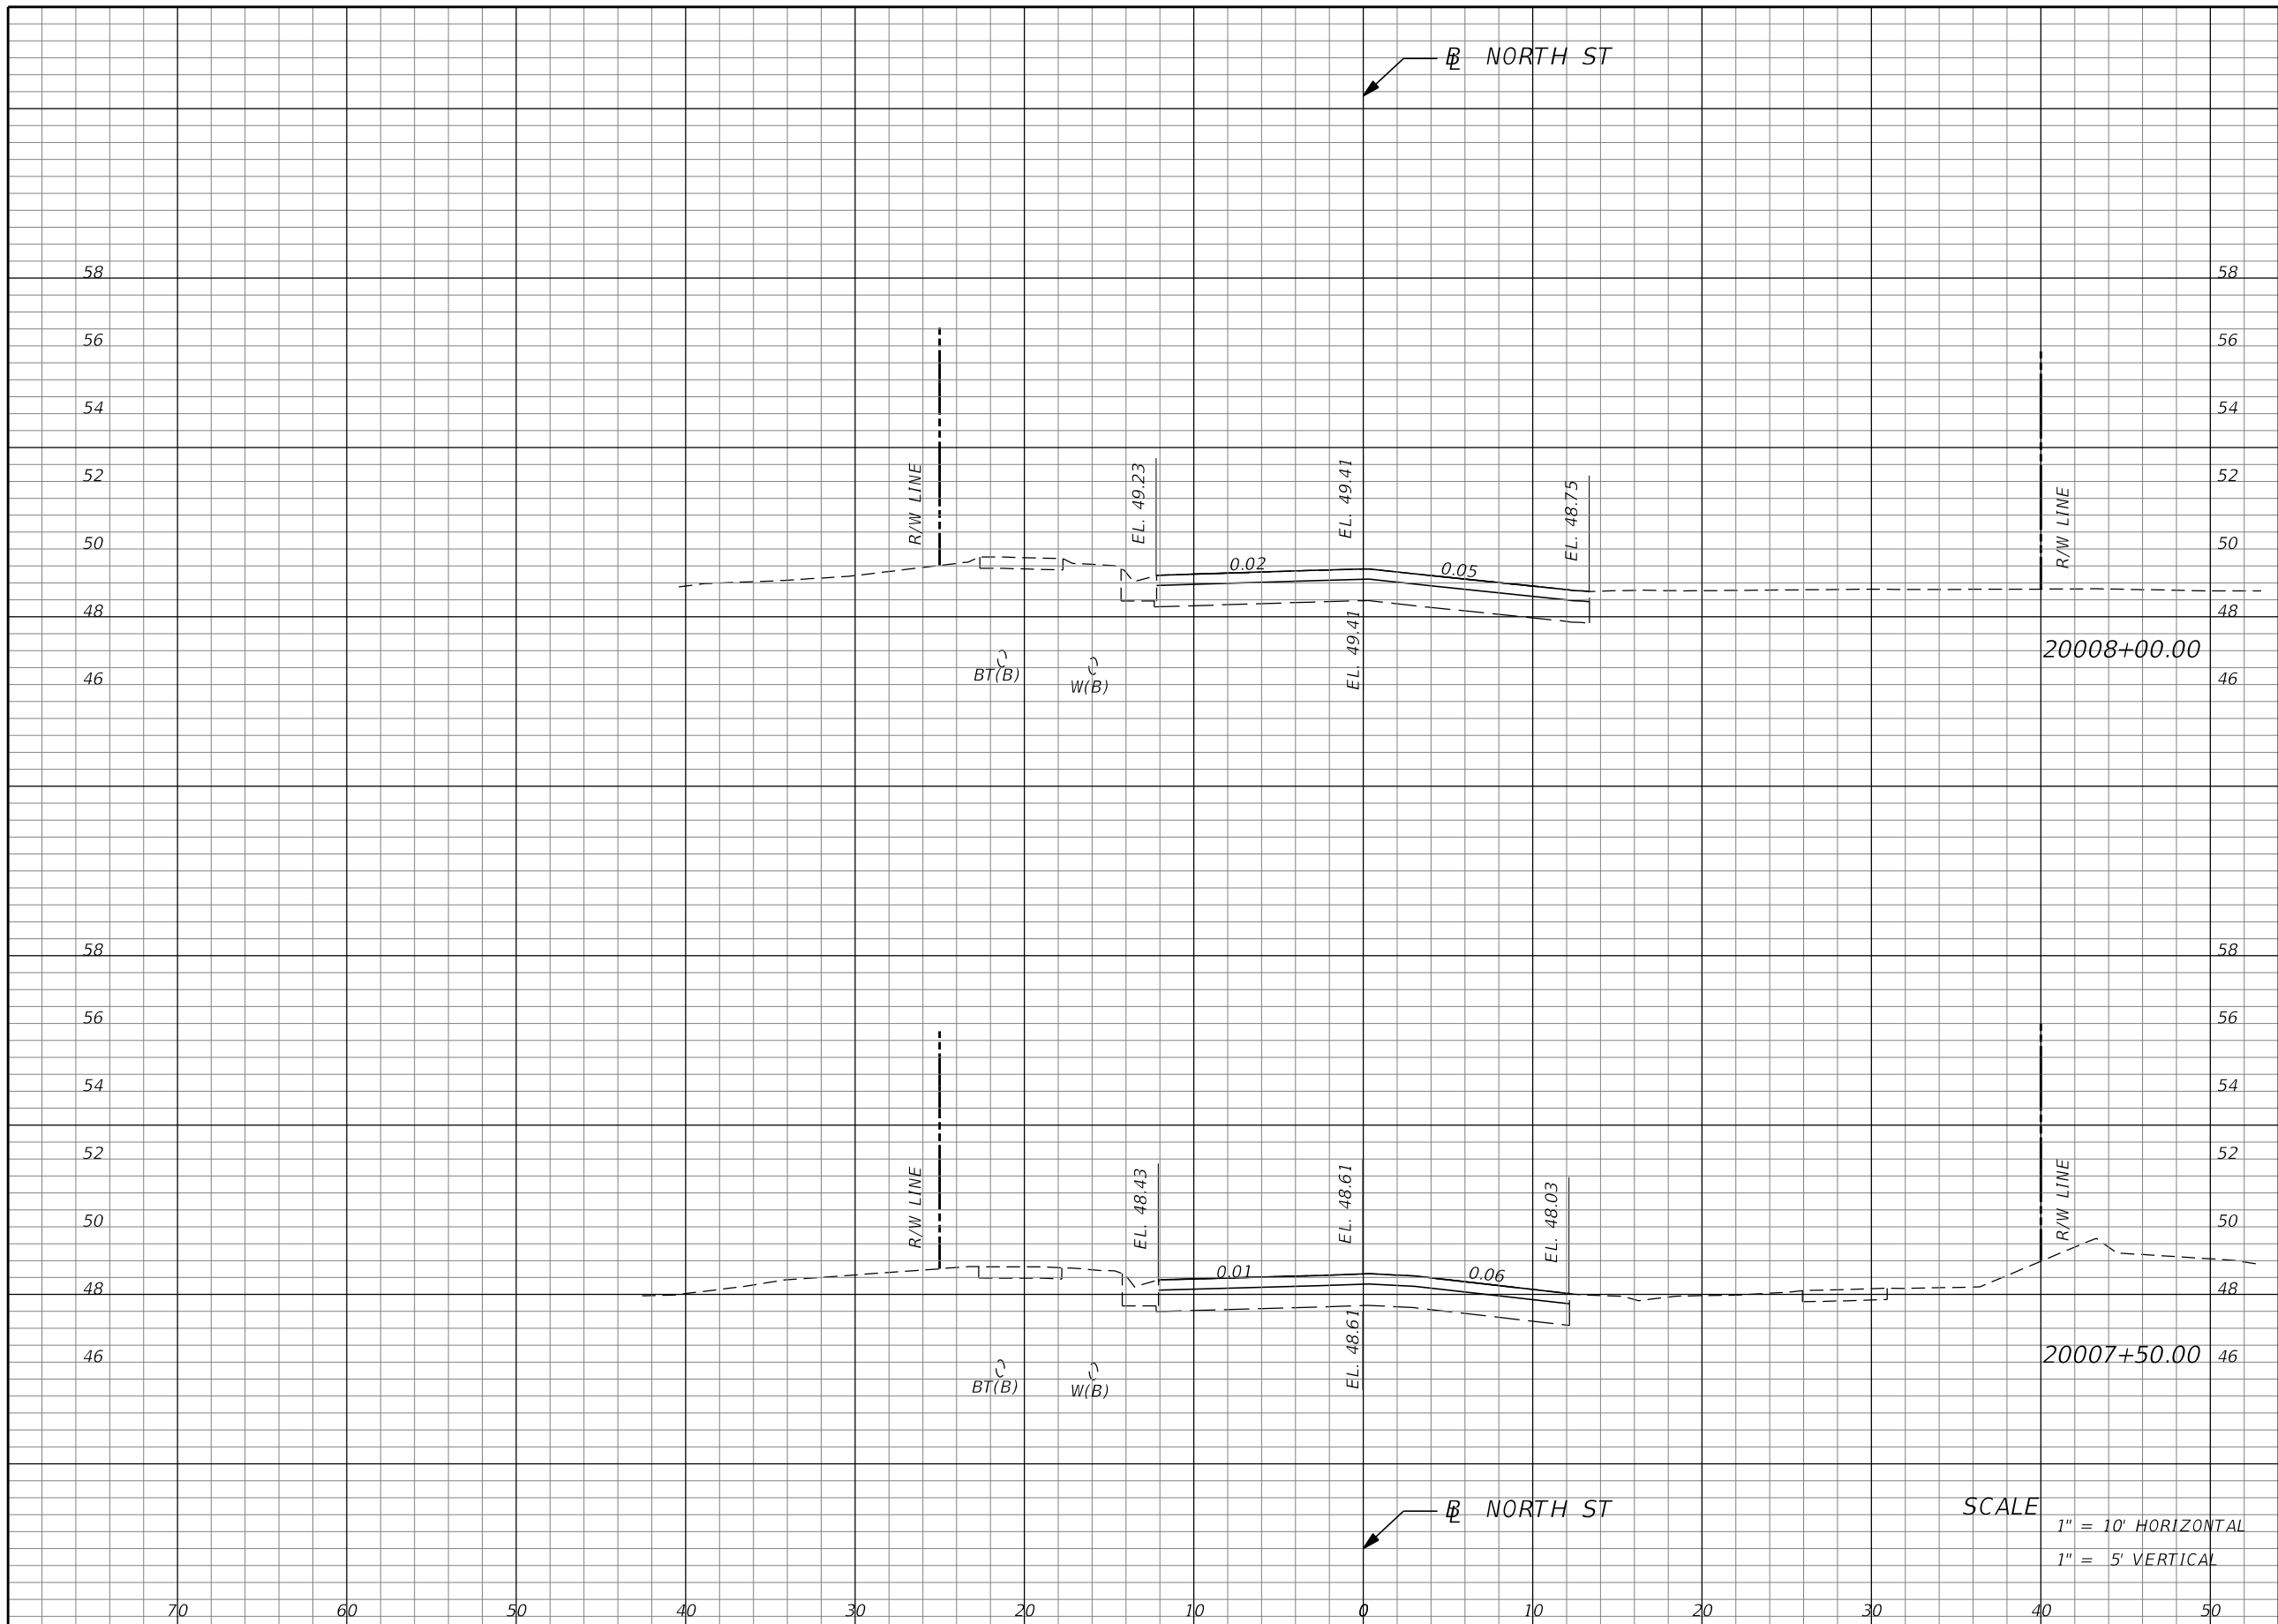 BL NORTH ST
58 58
56 56
54 54
R/W LINE
EL. 49.23
EL. 49.41
EL. 48.75
R/W LINE
52 52
50 50
0.02
0.05
48 48
EL. 49.41
20008+00.00
BT(B)
W(B)
46 46
58 58
56 56
54 54
52 52
R/W LINE
EL. 48.43
EL. 48.61
EL. 48.03
R/W LINE
50 50
0.01
0.06
48 48
EL. 48.61
20007+50.00
46 46
BT(B)
W(B)
BL NORTH ST
SCALE
1" = 10' HORIZONTAL
1" = 5' VERTICAL
70 60 50 40 30 20 10 0 10 20 30 40 50